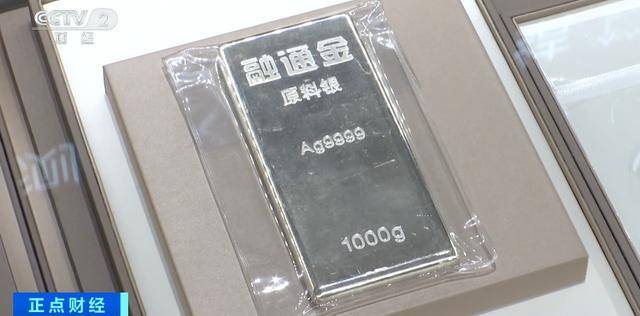 CCTV 2
财经
融通金
原料银
Ag9999
1000g
正点财经